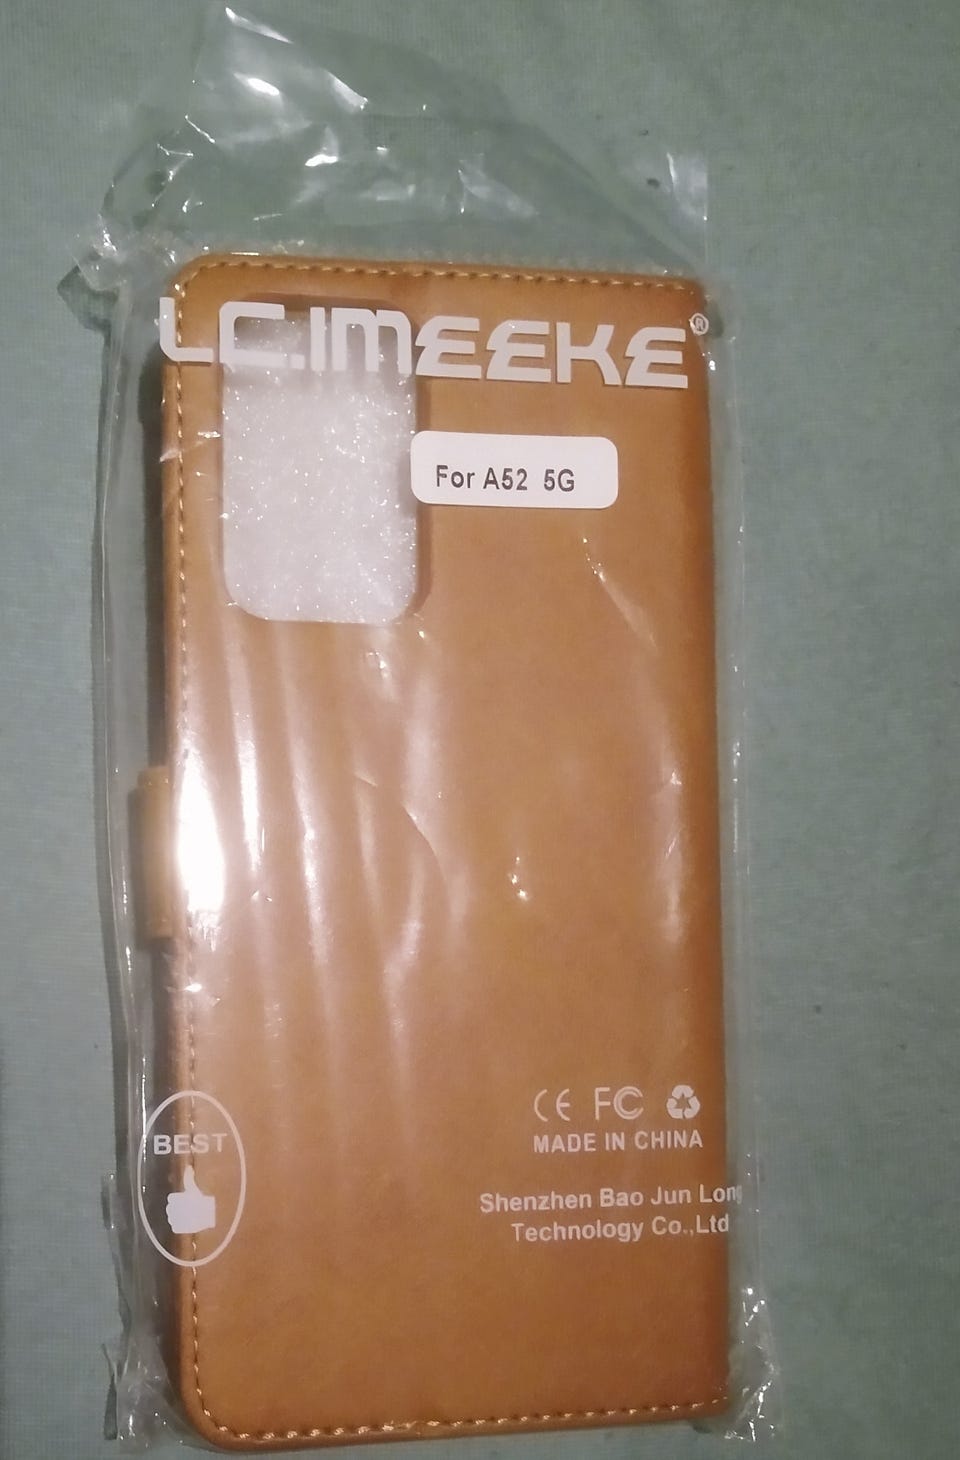 LC.IMEEKE®
For A52 5G
CE FC
MADE IN CHINA
BEST
Shenzhen Bao Jun Long
Technology Co.,Ltd